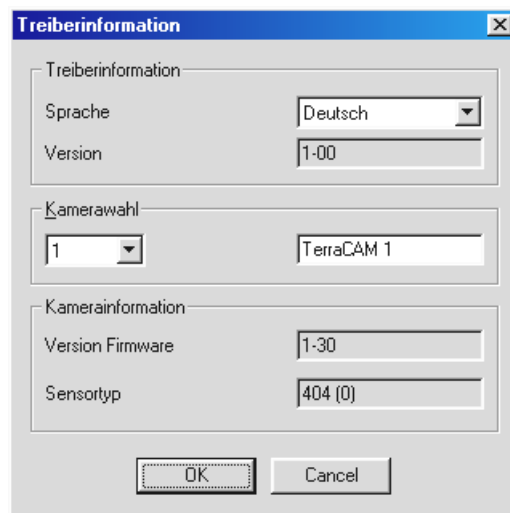 Treiberinformation
Treiberinformation
Sprache Deutsch
Version 1-00
Kamerawahl
1 TerraCAM 1
Kamerainformation
Version Firmware 1-30
Sensortyp 404 (0)
OK Cancel